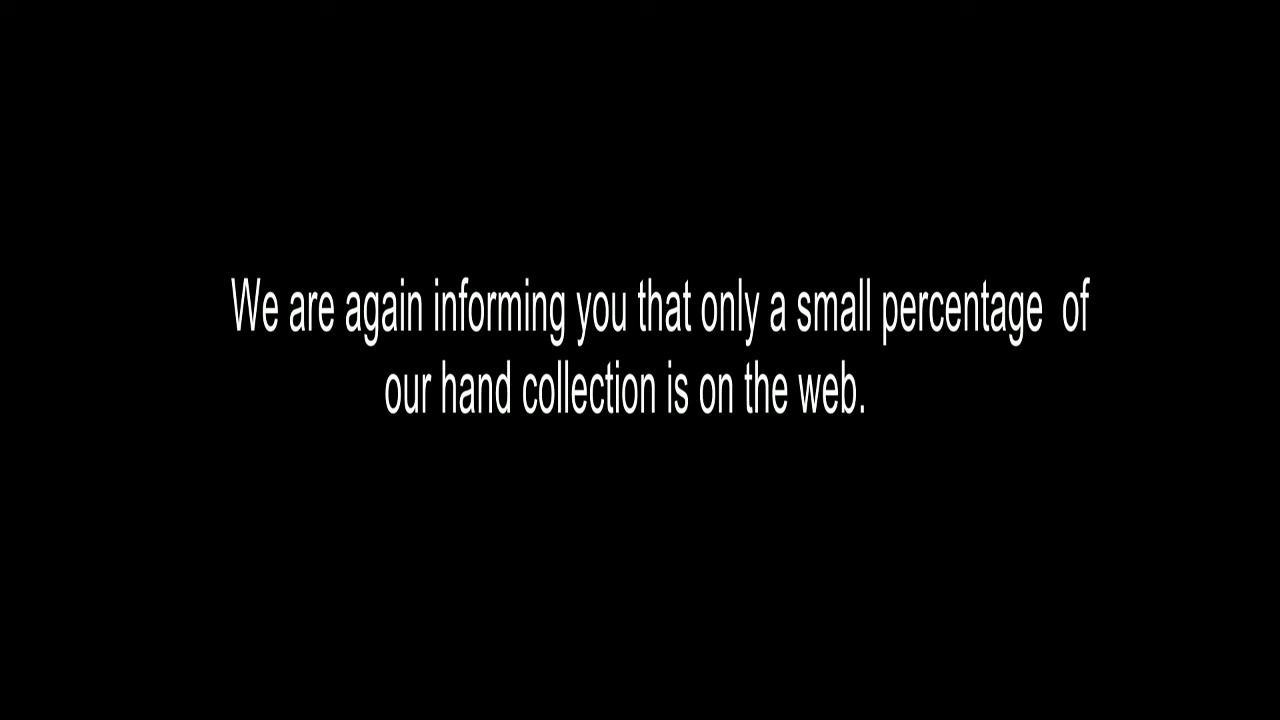 We are again informing you that only a small percentage  of
our hand collection is on the web.